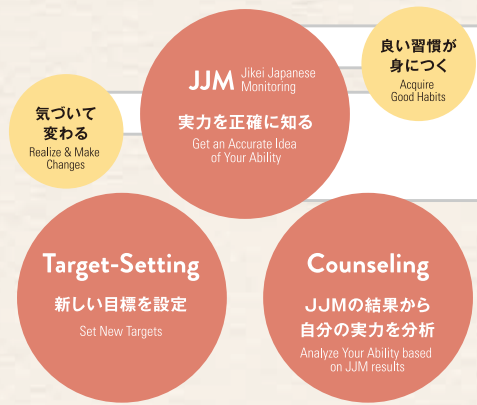 JJM Jikei Japanese
Monitoring
実力を正確に知る
Get an Accurate Idea
of Your Ability
良い習慣が
身につく
Acquire
Good Habits
気づいて
変わる
Realize & Make
Changes
Target-Setting
新しい目標を設定
Set New Targets
Counseling
JJMの結果から
自分の実力を分析
Analyze Your Ability based
on JJM results